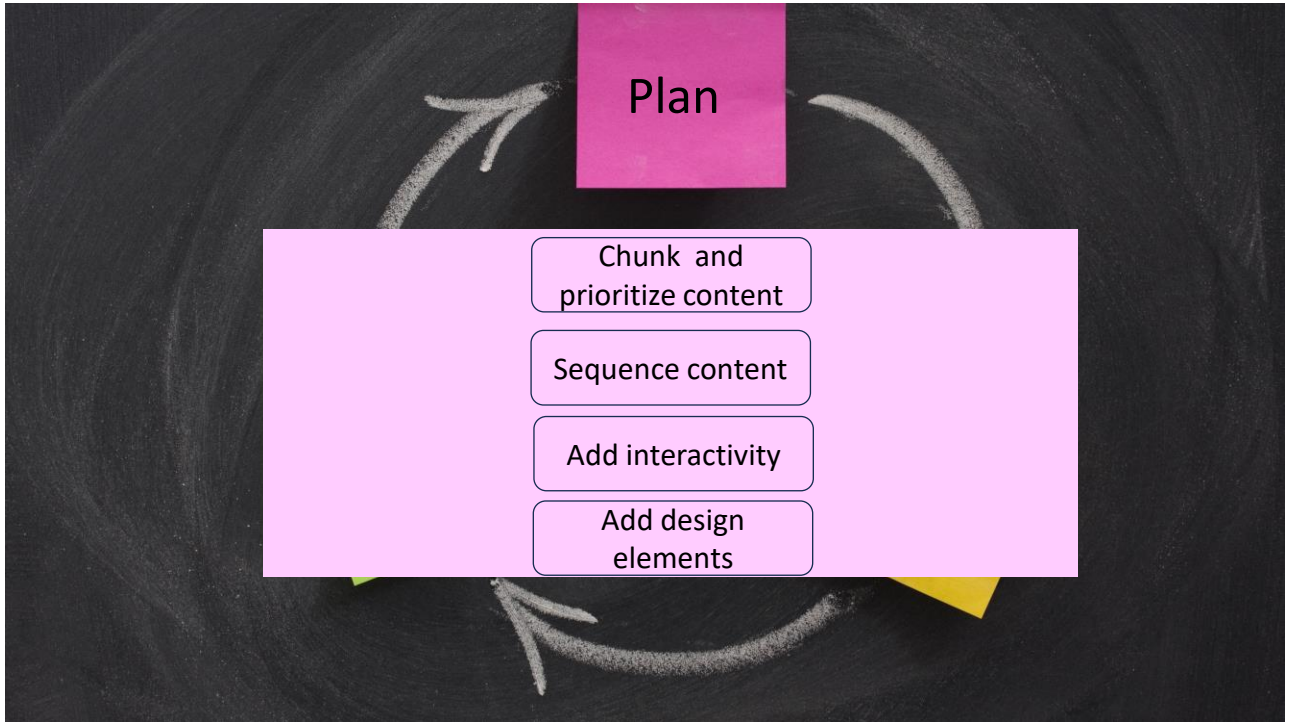 Plan
Chunk and
prioritize content
Sequence content
Add interactivity
Add design
elements